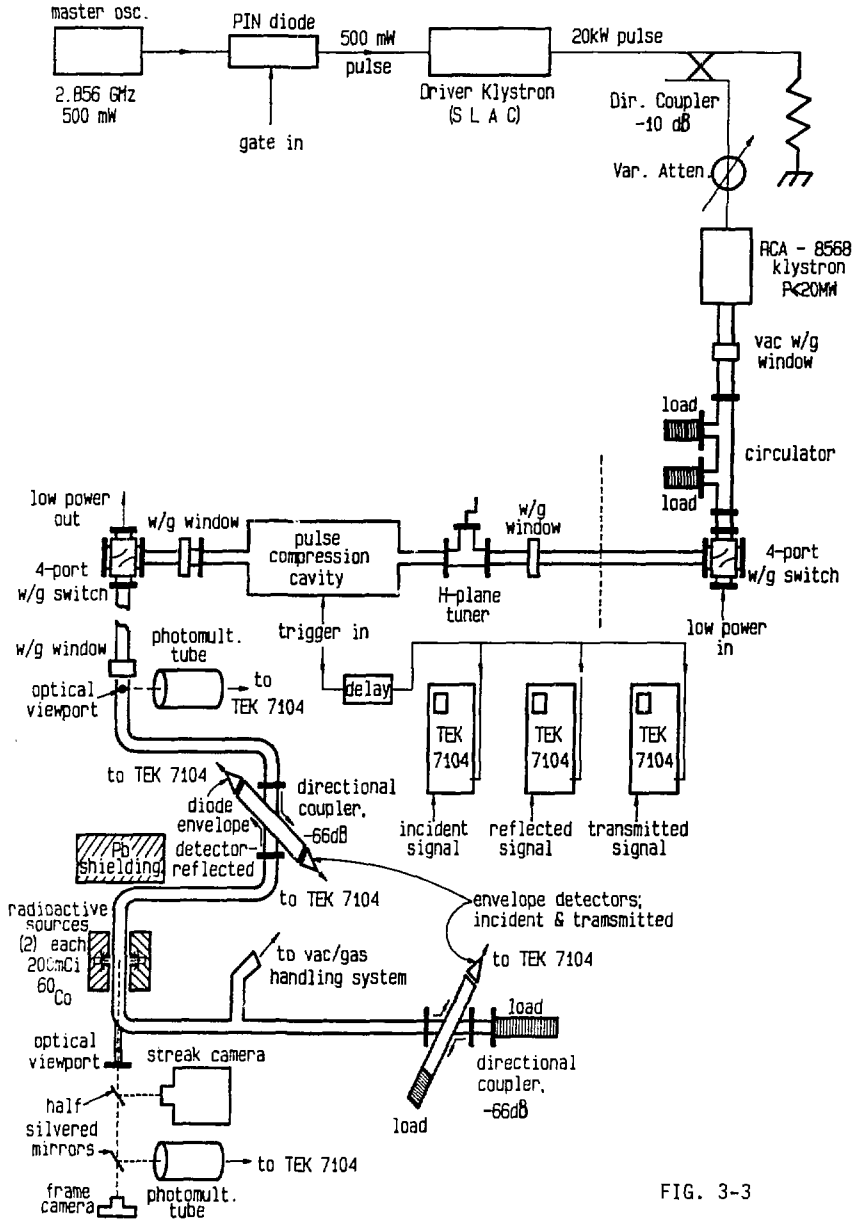 master osc.
PIN diode
500 mW
pulse
20kW pulse
2.856 GHz
500 mW
gate in
Driver Klystron
(S L A C)
Dir. Coupler
-10 dB
Var. Atten.
RCA - 8568
klystron
P<20MW
vac w/g
window
load
circulator
load
low power
out
w/g window
pulse
compression
cavity
w/g
window
4-port
w/g switch
H-plane
tuner
4-port
w/g switch
trigger in
low power
in
w/g window
photomult.
tube
optical
viewport
to
TEK 7104
delay
TEK
7104
TEK
7104
TEK
7104
to TEK 7104
diode
envelope
detector-
reflected
directional
coupler,
-66dB
incident
signal
reflected
signal
transmitted
signal
Pb
shielding
to TEK 7104
envelope detectors;
incident & tramsmitted
radioactive
sources
(2) each
200mCi
60Co
to vac/gas
handling system
to TEK 7104
load
optical
viewport
streak camera
directional
coupler,
-66dB
half
silvered
mirrors
load
to TEK 7104
frame
camera
photomult.
tube
FIG. 3-3